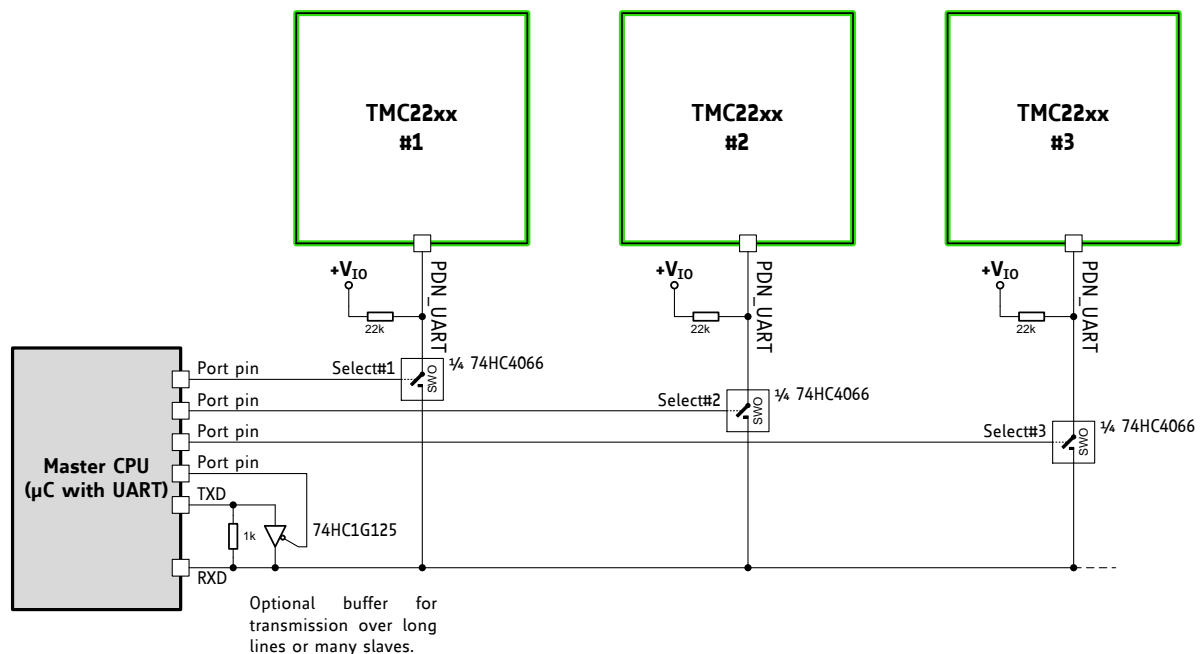 TMC22xx
#1
TMC22xx
#2
TMC22xx
#3
+VIO
PDN_UART
22k
+VIO
PDN_UART
22k
+VIO
PDN_UART
22k
Port pin
Select#1
SWO
¼ 74HC4066
Port pin
Select#2
SWO
¼ 74HC4066
Port pin
Select#3
SWO
¼ 74HC4066
Port pin
Master CPU
(µC with UART)
TXD
1k
74HC1G125
RXD
Optional buffer for
transmission over long
lines or many slaves.